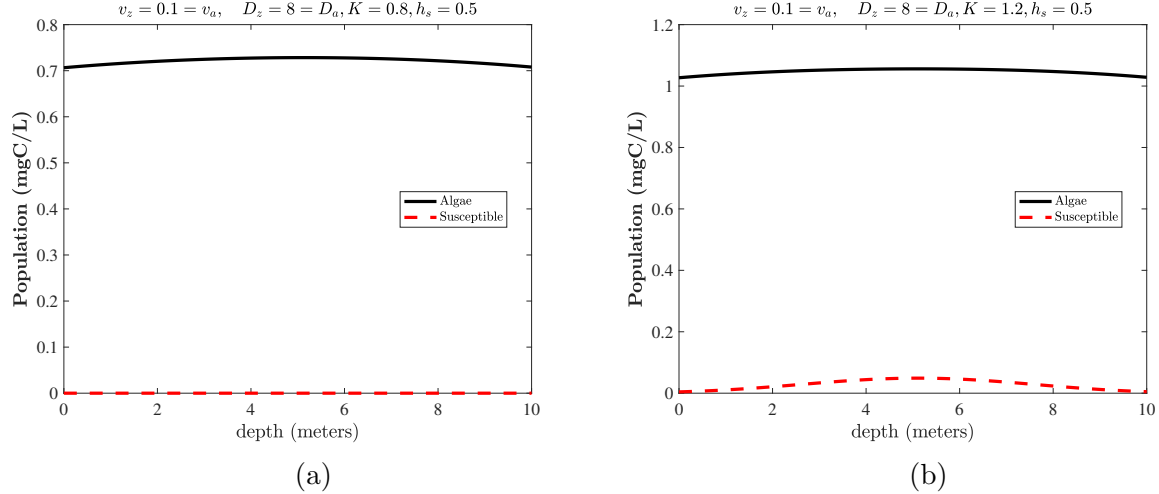 v_z = 0.1 = v_a,   D_z = 8 = D_a, K = 0.8, h_s = 0.5
0.8
0.7
0.6
0.5
0.4
0.3
0.2
0.1
0
Population (mgC/L)
Algae
Susceptible
0 2 4 6 8 10
depth (meters)
(a)
v_z = 0.1 = v_a,   D_z = 8 = D_a, K = 1.2, h_s = 0.5
1.2
1
0.8
0.6
0.4
0.2
0
Population (mgC/L)
Algae
Susceptible
0 2 4 6 8 10
depth (meters)
(b)